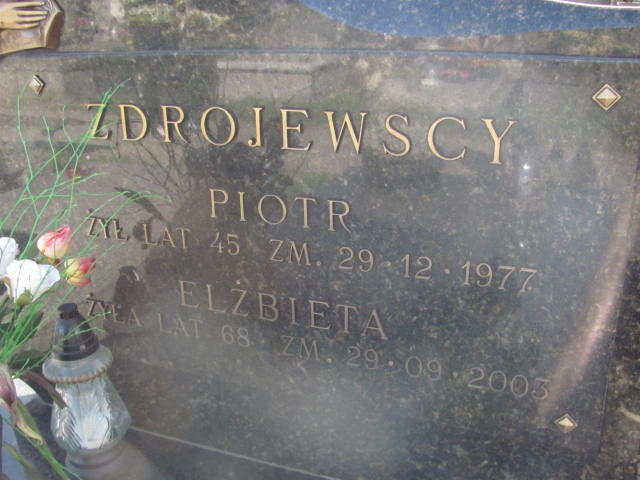 ZDROJEWSCY
PIOTR
ŻYŁ LAT 45 ZM. 29·12·1977
ELŻBIETA
ŻYŁA LAT 68 ZM. 29·09·2003